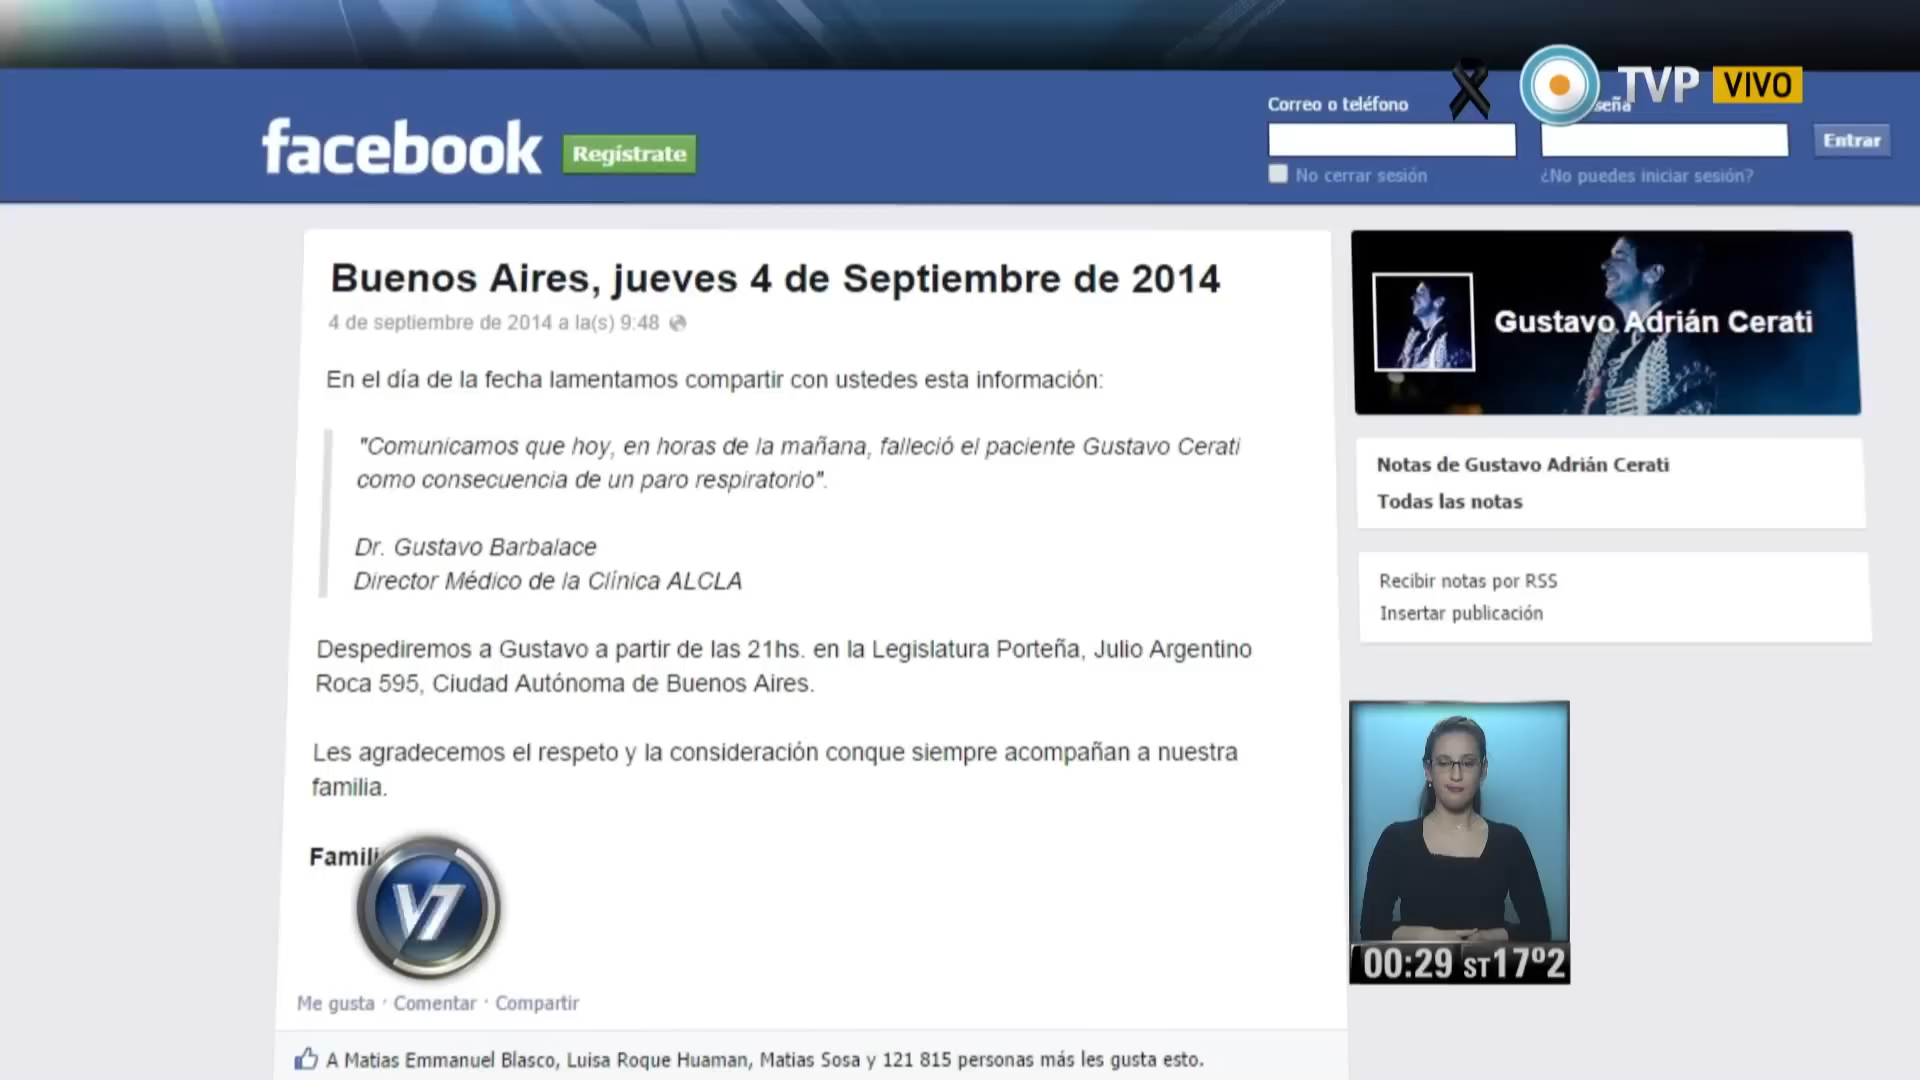 TVP VIVO
facebook
Regístrate
Correo o teléfono
seña
Entrar
No cerrar sesión
¿No puedes iniciar sesión?
Buenos Aires, jueves 4 de Septiembre de 2014
4 de septiembre de 2014 a la(s) 9:48
En el día de la fecha lamentamos compartir con ustedes esta información:
"Comunicamos que hoy, en horas de la mañana, falleció el paciente Gustavo Cerati
como consecuencia de un paro respiratorio".
Dr. Gustavo Barbalace
Director Médico de la Clínica ALCLA
Despediremos a Gustavo a partir de las 21hs. en la Legislatura Porteña, Julio Argentino
Roca 595, Ciudad Autónoma de Buenos Aires.
Les agradecemos el respeto y la consideración conque siempre acompañan a nuestra
familia.
Famili
V7
Me gusta · Comentar · Compartir
A Matias Emmanuel Blasco, Luisa Roque Huaman, Matias Sosa y 121 815 personas más les gusta esto.
Gustavo Adrián Cerati
Notas de Gustavo Adrián Cerati
Todas las notas
Recibir notas por RSS
Insertar publicación
00:29 ST 17º2